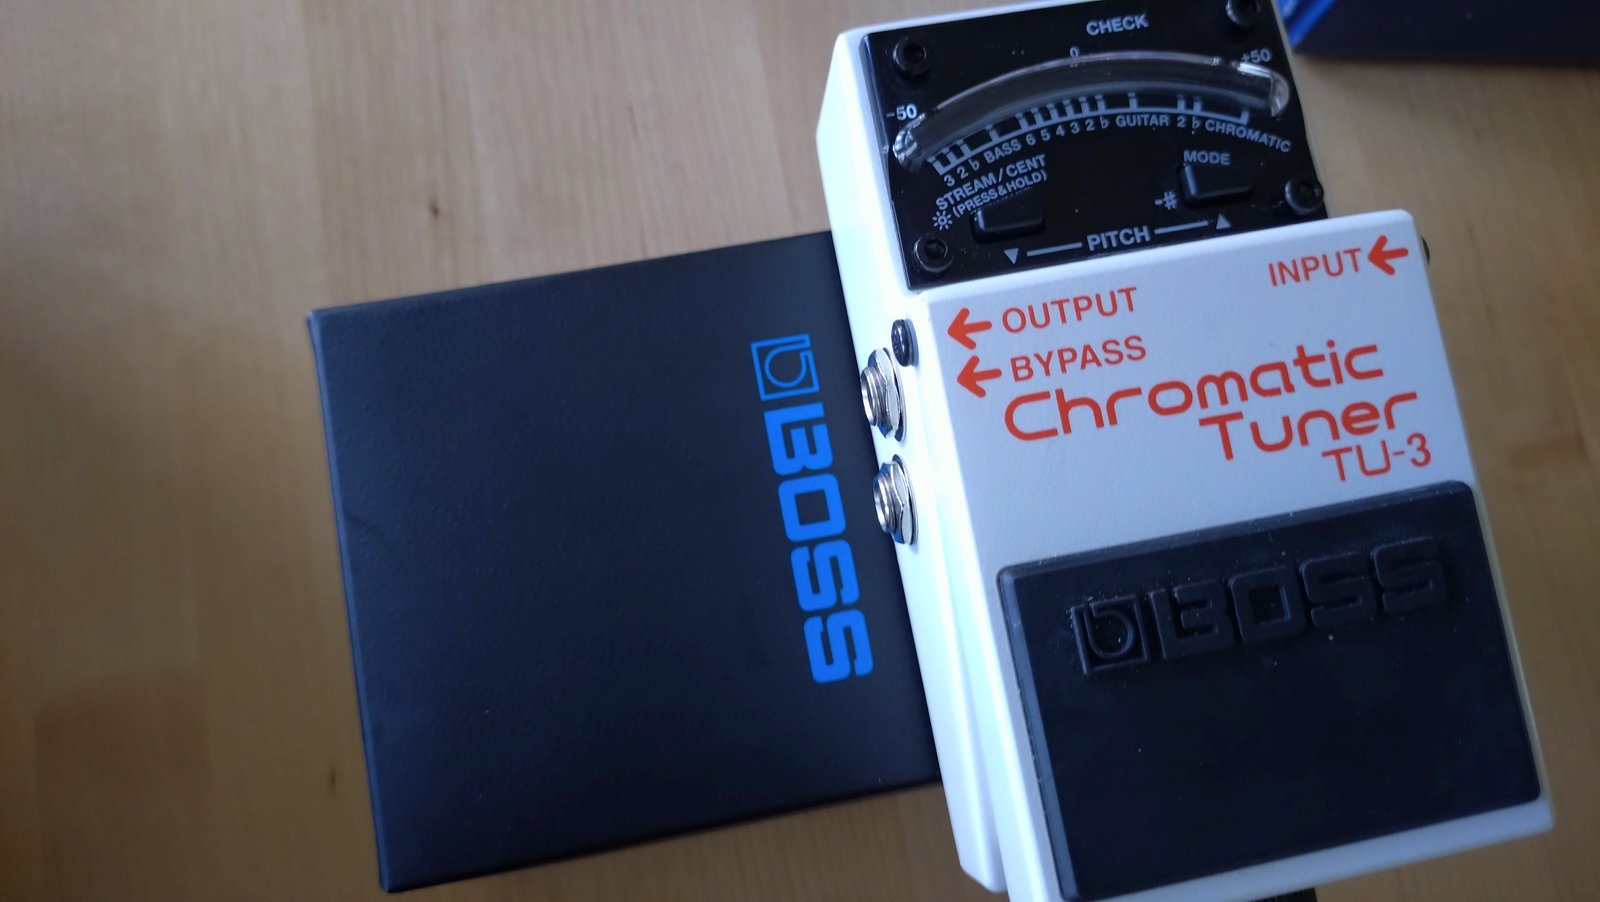 CHECK
0
-50
+50
3 2 ♭ BASS 6 5 4 3 2 ♭ GUITAR 2 ♭ CHROMATIC
STREAM/CENT
(PRESS&HOLD)
MODE
-#
▼ PITCH ▲
INPUT
OUTPUT
BYPASS
Chromatic
Tuner
TU-3
BOSS
BOSS